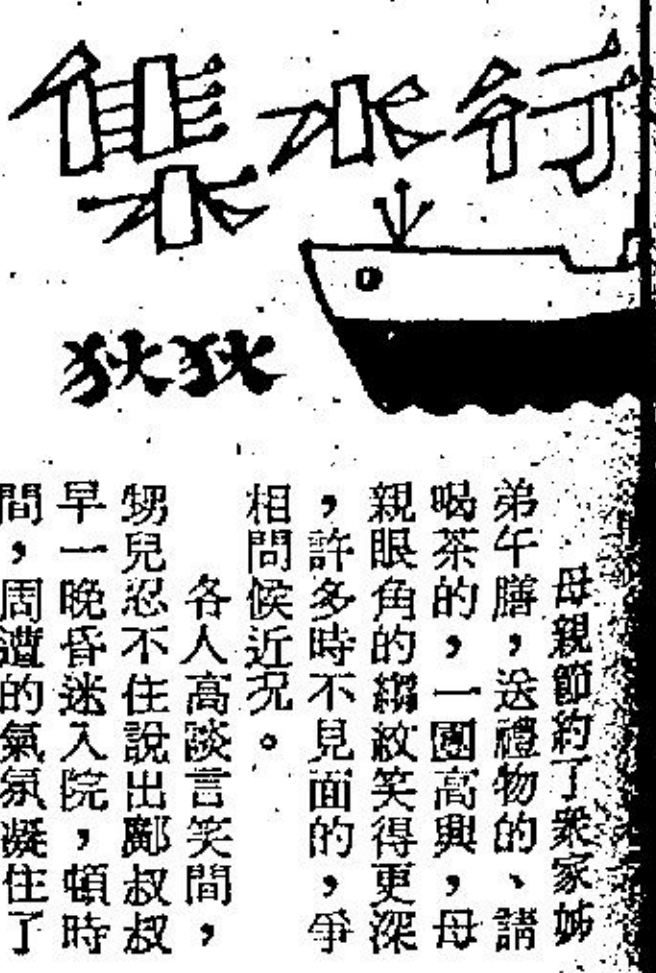 行水集
狄狄
母親節約了衆家姊
弟午膳，送禮物的、請
喝茶的，一團高興，母
親眼角的縐紋笑得更深
，許多時不見面的，爭
相問候近况。
各人高談言笑間，
甥兒忍不住說出鄺叔叔
早一晚昏迷入院，頓時
間，周遭的氣氛凝住了